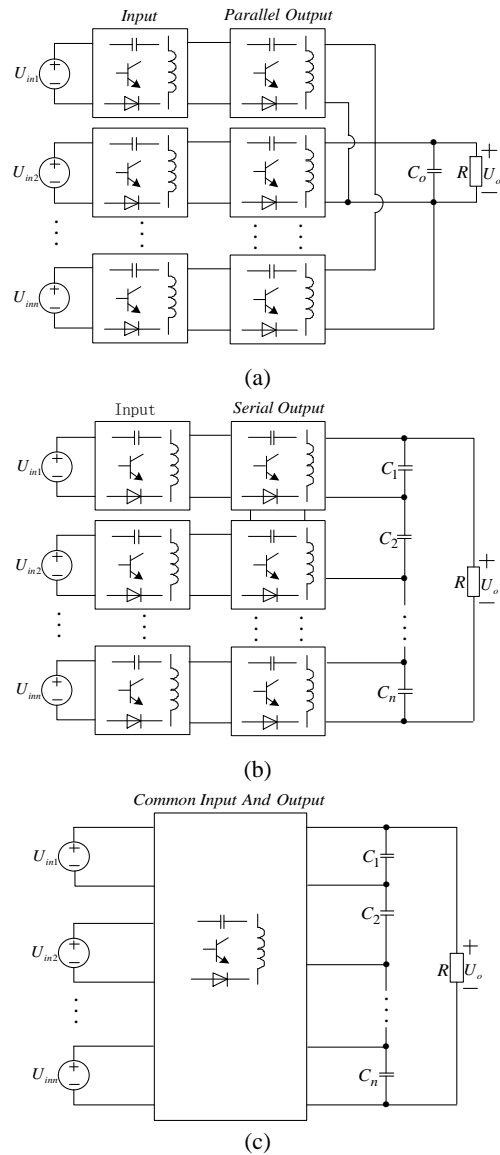 Input Parallel Output
U_in1
U_in2
U_inn
C_o R U_o
+
−
(a)
Input Serial Output
U_in1
U_in2
U_inn
C_1
C_2
C_n
R U_o
+
−
(b)
Common Input And Output
U_in1
U_in2
U_inn
C_1
C_2
C_n
R U_o
+
−
(c)